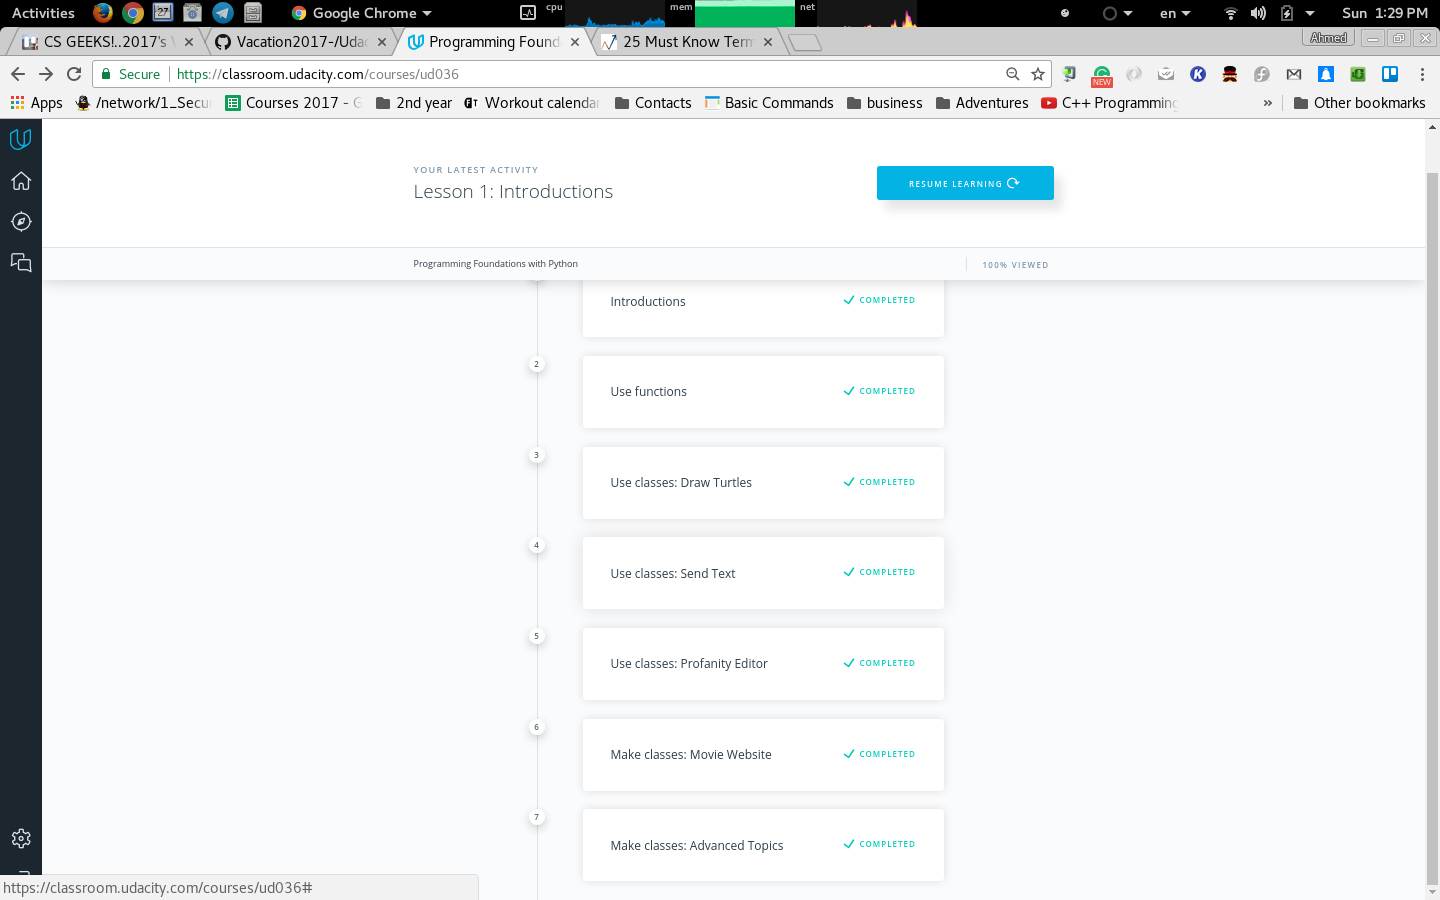 Activities
27
Google Chrome
cpu
mem
net
en
Sun 1:29 PM
CS GEEKS!..2017's
Vacation2017-/Udac
Programming Found
25 Must Know Term
Ahmed
Secure
https://classroom.udacity.com/courses/ud036
NEW
Apps
/network/1_Secu
Courses 2017 - G
2nd year
Workout calenda
Contacts
Basic Commands
business
Adventures
C++ Programming
»
Other bookmarks
YOUR LATEST ACTIVITY
Lesson 1: Introductions
RESUME LEARNING
Programming Foundations with Python
100% VIEWED
Introductions
COMPLETED
2
Use functions
COMPLETED
3
Use classes: Draw Turtles
COMPLETED
4
Use classes: Send Text
COMPLETED
5
Use classes: Profanity Editor
COMPLETED
6
Make classes: Movie Website
COMPLETED
7
Make classes: Advanced Topics
COMPLETED
https://classroom.udacity.com/courses/ud036#